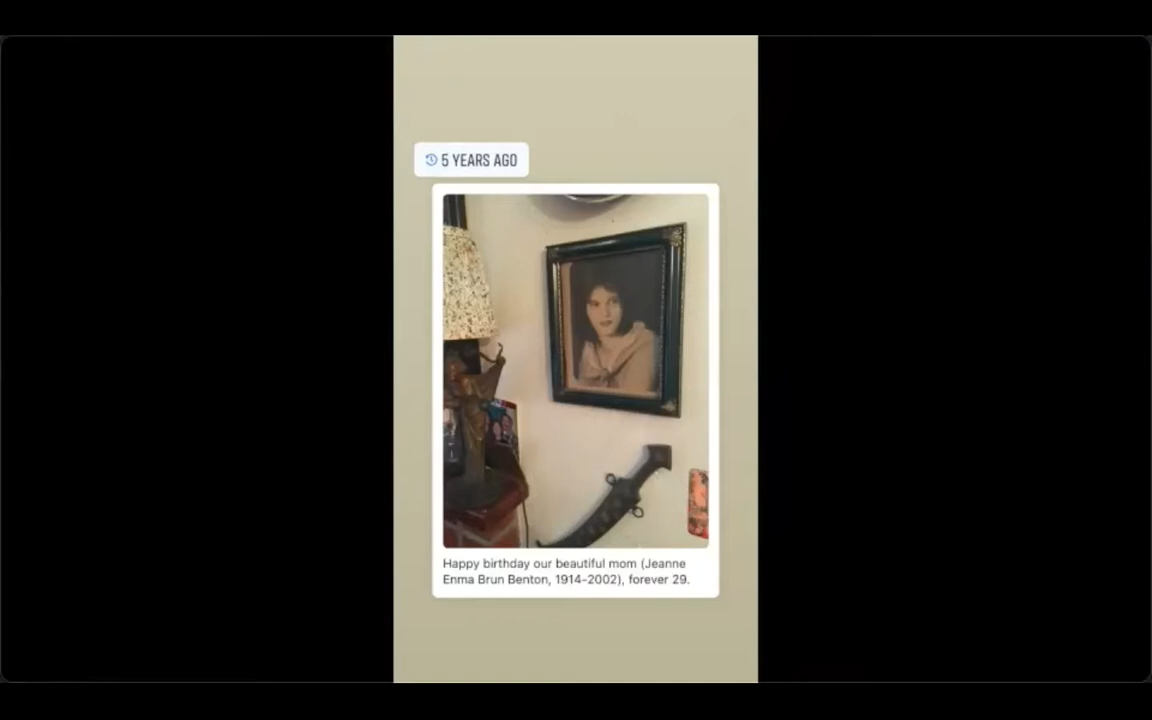 5 YEARS AGO
Happy birthday our beautiful mom (Jeanne
Enma Brun Benton, 1914-2002), forever 29.